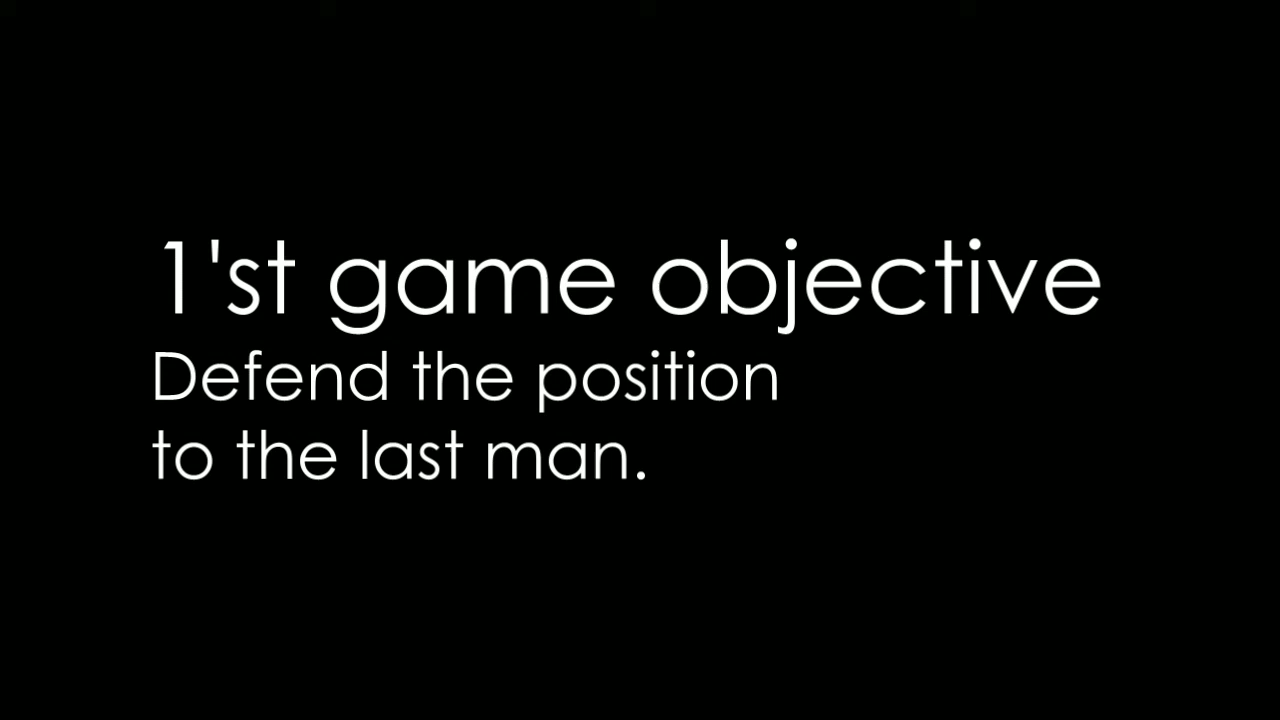 1'st game objective
Defend the position
to the last man.